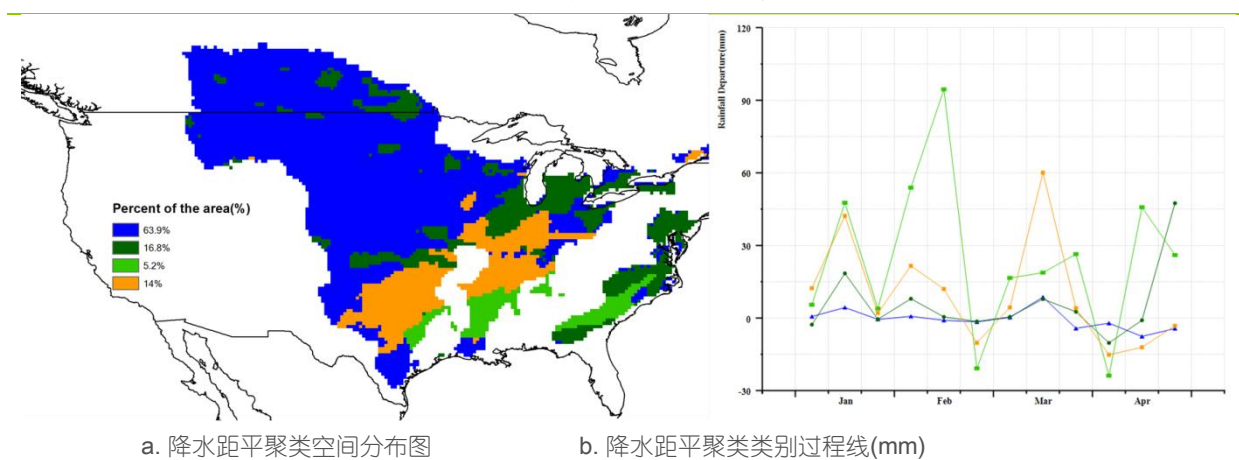 Percent of the area(%)
63.9%
16.8%
5.2%
14%
Rainfall Departure(mm)
120
90
60
30
0
-30
Jan Feb Mar Apr
a. 降水距平聚类空间分布图 b. 降水距平聚类类别过程线(mm)